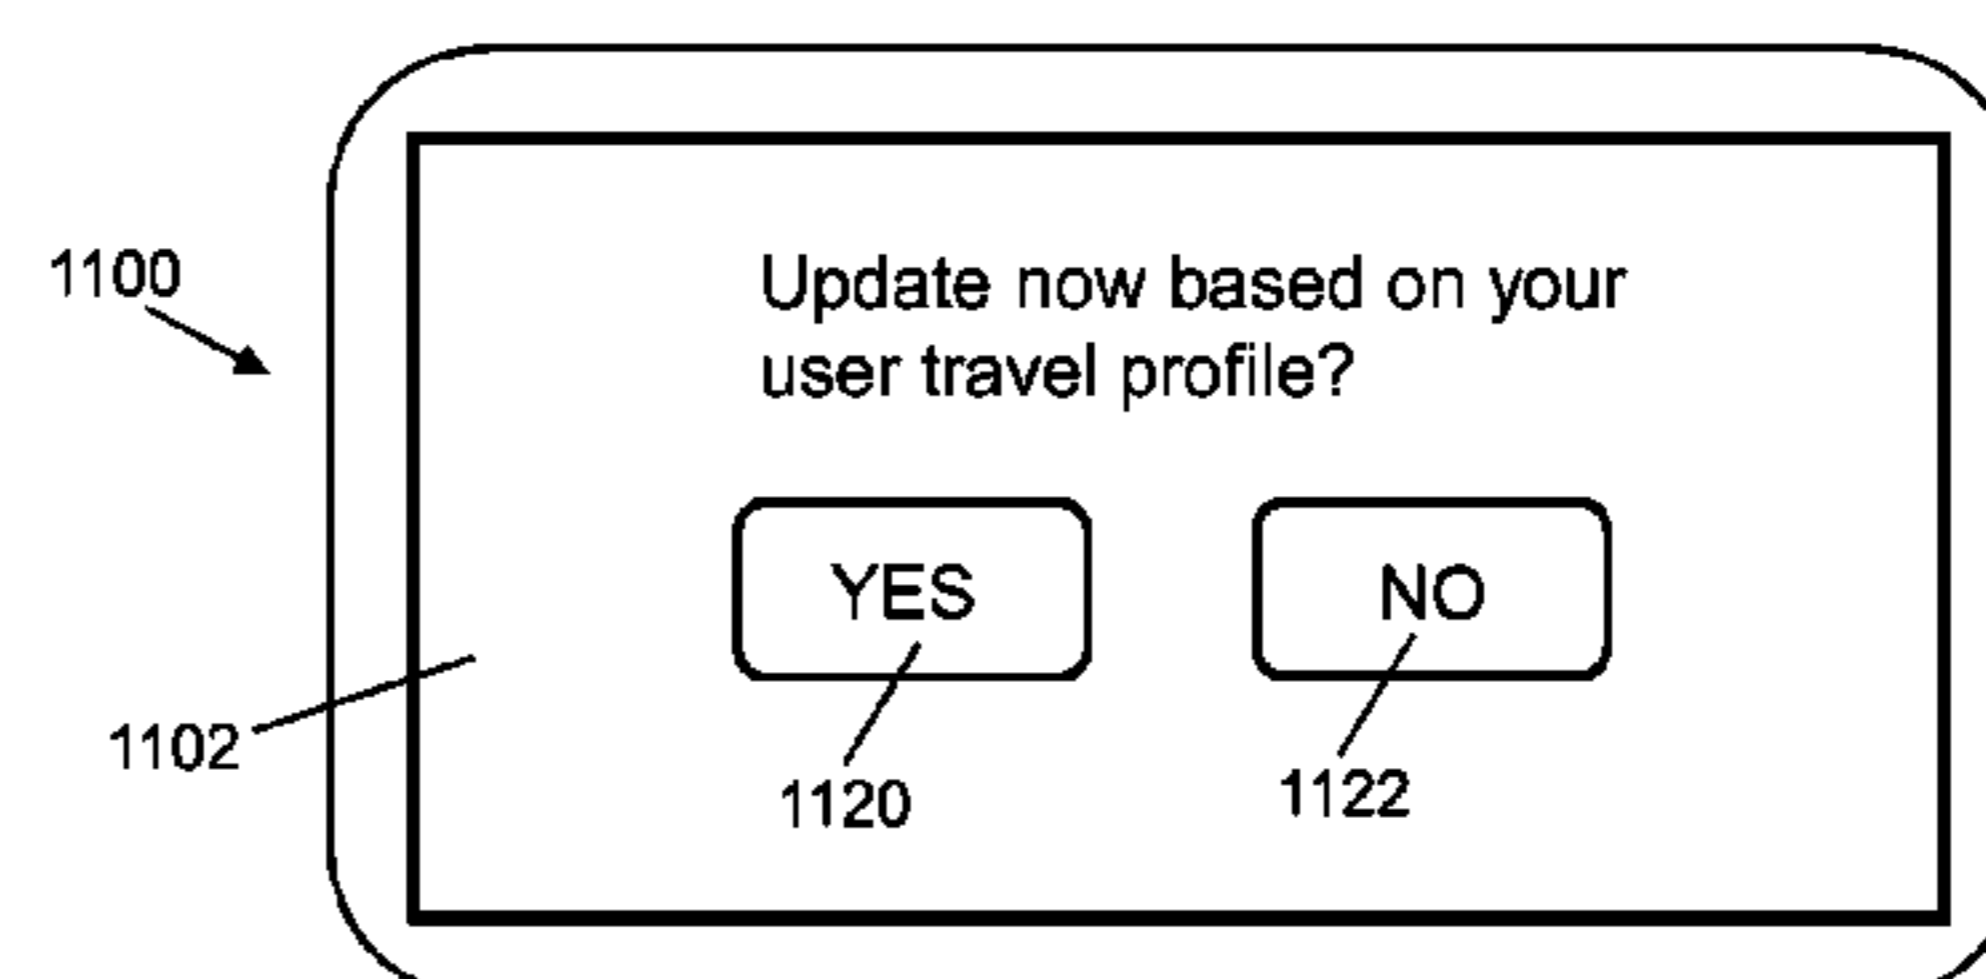 1100
Update now based on your
user travel profile?
YES
NO
1102
1120
1122